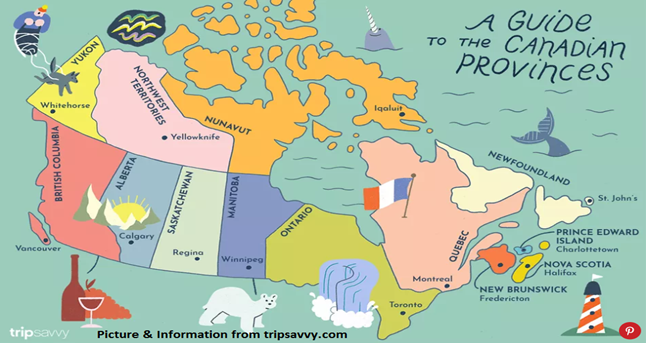 A GUIDE
TO THE CANADIAN
PROVINCES
YUKON
Whitehorse
NORTHWEST
TERRITORIES
Yellowknife
NUNAVUT
Iqaluit
BRITISH COLUMBIA
Vancouver
ALBERTA
Calgary
SASKATCHEWAN
Regina
MANITOBA
Winnipeg
ONTARIO
Toronto
QUEBEC
Montreal
NEWFOUNDLAND
St. John's
PRINCE EDWARD
ISLAND
Charlottetown
NOVA SCOTIA
Halifax
NEW BRUNSWICK
Fredericton
tripsavvy
Picture & Information from tripsavvy.com